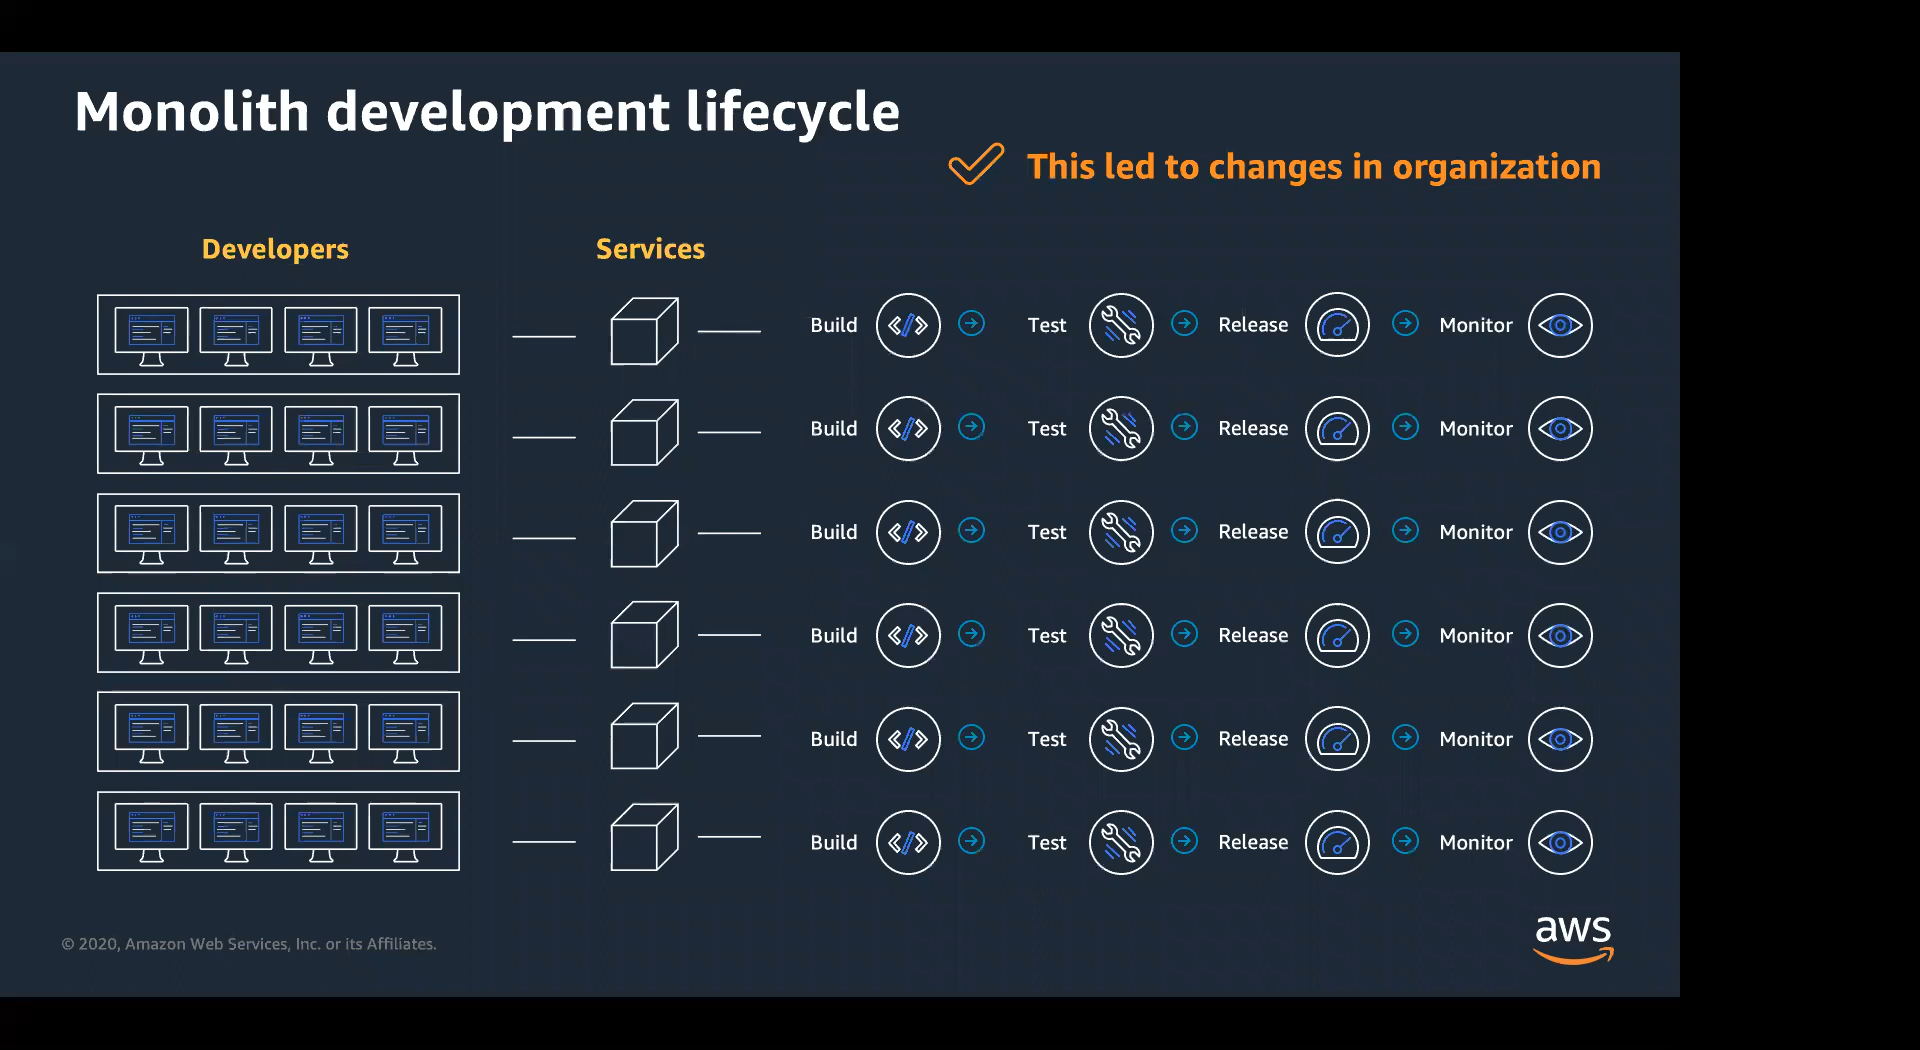 Monolith development lifecycle
This led to changes in organization
Developers
Services
Build Test Release Monitor
Build Test Release Monitor
Build Test Release Monitor
Build Test Release Monitor
Build Test Release Monitor
Build Test Release Monitor
© 2020, Amazon Web Services, Inc. or its Affiliates.
aws